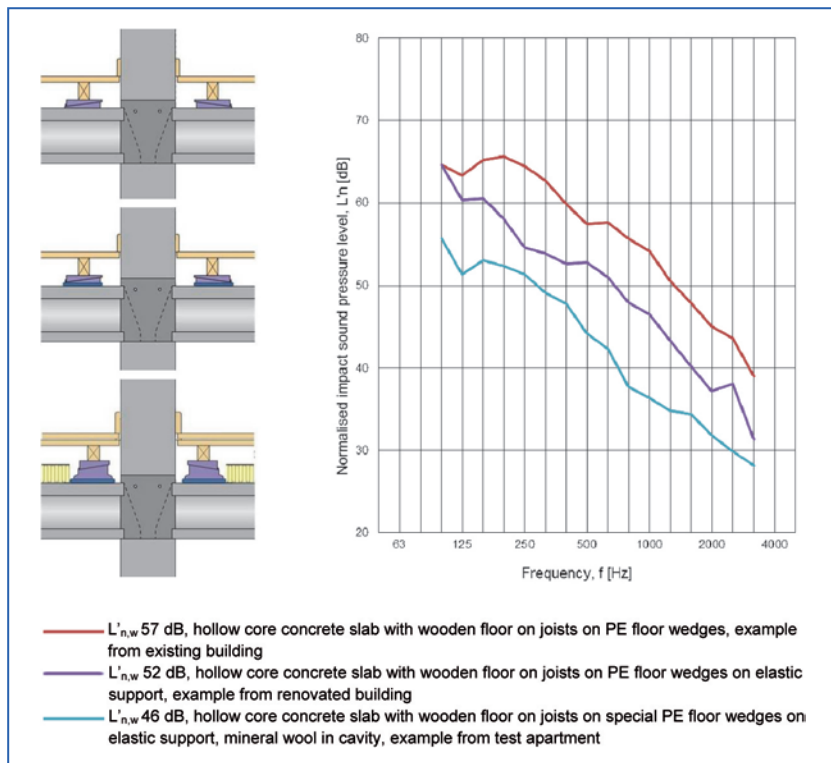 80
70
60
50
40
30
20
Normalised impact sound pressure level, L'n [dB]
63 125 250 500 1000 2000 4000
Frequency, f [Hz]
L'n,w 57 dB, hollow core concrete slab with wooden floor on joists on PE floor wedges, example
from existing building
L'n,w 52 dB, hollow core concrete slab with wooden floor on joists on PE floor wedges on elastic
support, example from renovated building
L'n,w 46 dB, hollow core concrete slab with wooden floor on joists on special PE floor wedges on
elastic support, mineral wool in cavity, example from test apartment